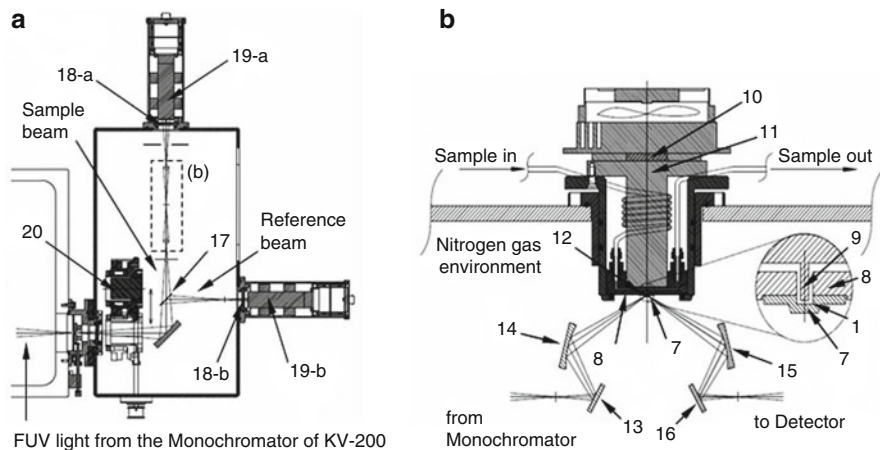 a
18-a
19-a
Sample
beam
(b)
Reference
beam
20
17
18-b
19-b
FUV light from the Monochromator of KV-200
b
10
11
Sample in
Sample out
12
Nitrogen gas
environment
9
8
1
7
14
8
7
15
13
16
from
Monochromator
to Detector